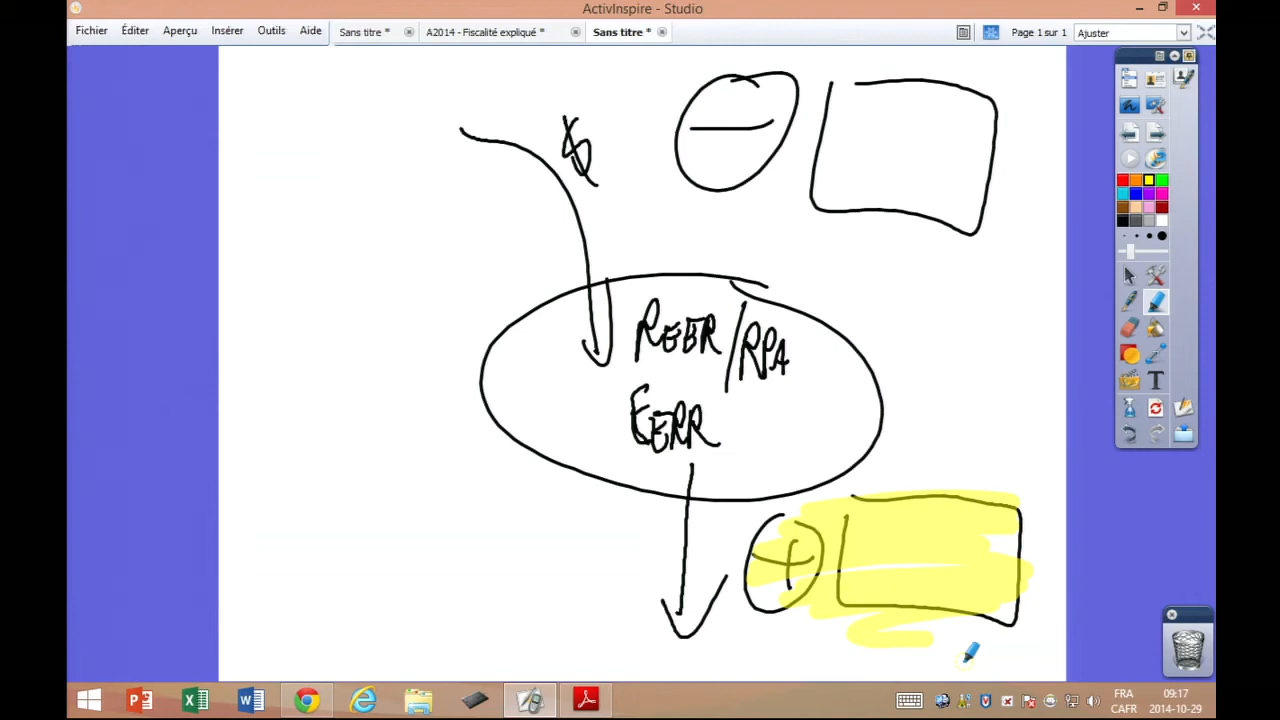 ActivInspire - Studio
Fichier Éditer Aperçu Insérer Outils Aide Sans titre * A2014 - Fiscalité expliqué * Sans titre * Page 1 sur 1 Ajuster
$
REER/RPA
FERR
FRA 09:17
CAFR 2014-10-29